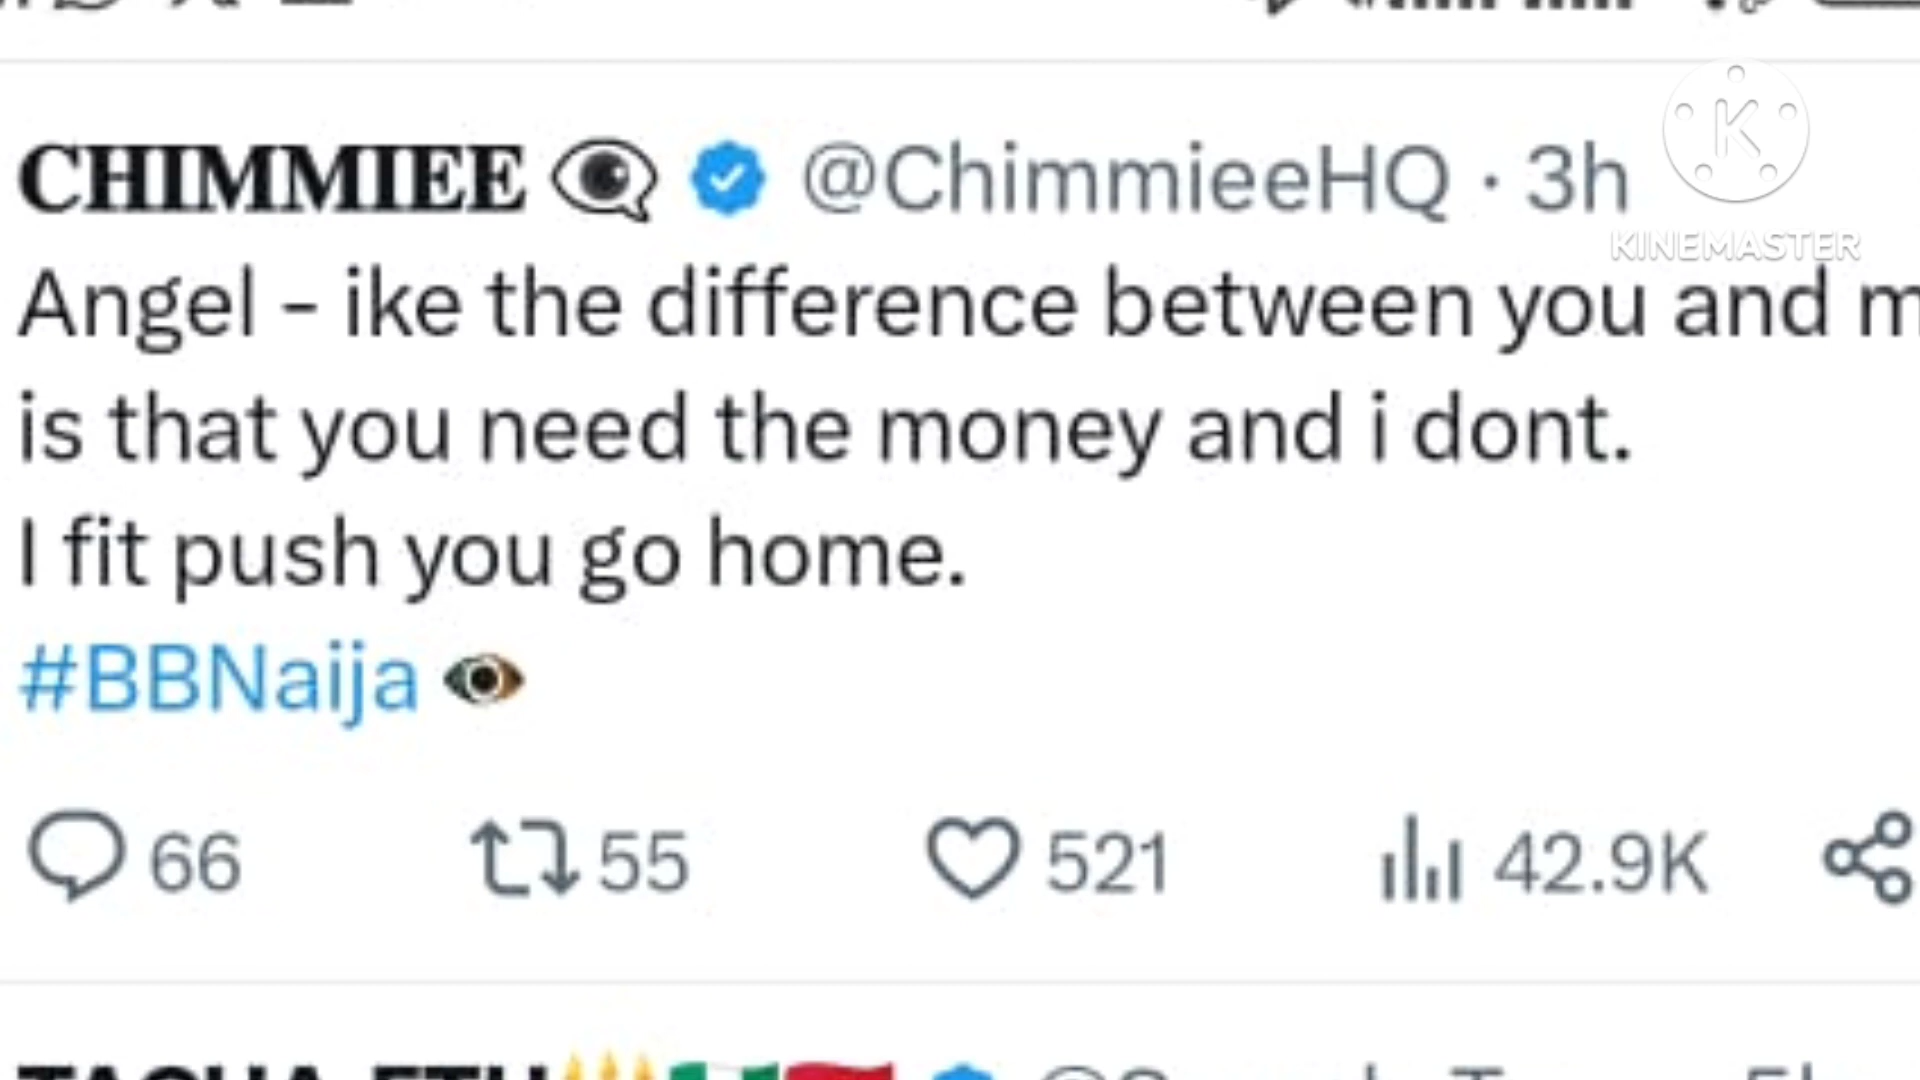 CHIMMIEE @ChimmieeHQ · 3h
KINEMASTER
Angel - ike the difference between you and
is that you need the money and i dont.
I fit push you go home.
#BBNaija
66 55 521 42.9K